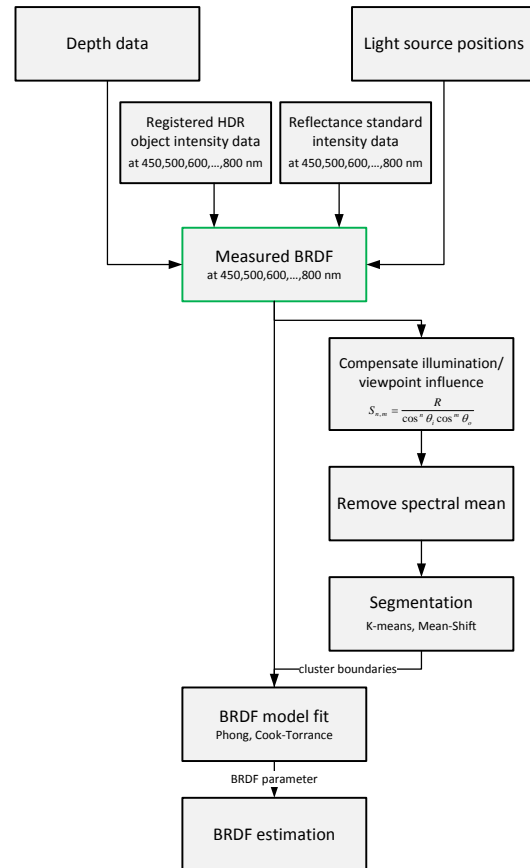 Depth data
Light source positions
Registered HDR
object intensity data
at 450,500,600,...,800 nm
Reflectance standard
intensity data
at 450,500,600,...,800 nm
Measured BRDF
at 450,500,600,...,800 nm
Compensate illumination/
viewpoint influence
S_{n,m} = \frac{R}{\cos^n θ_i \cos^m θ_o}
Remove spectral mean
Segmentation
K-means, Mean-Shift
cluster boundaries
BRDF model fit
Phong, Cook-Torrance
BRDF parameter
BRDF estimation